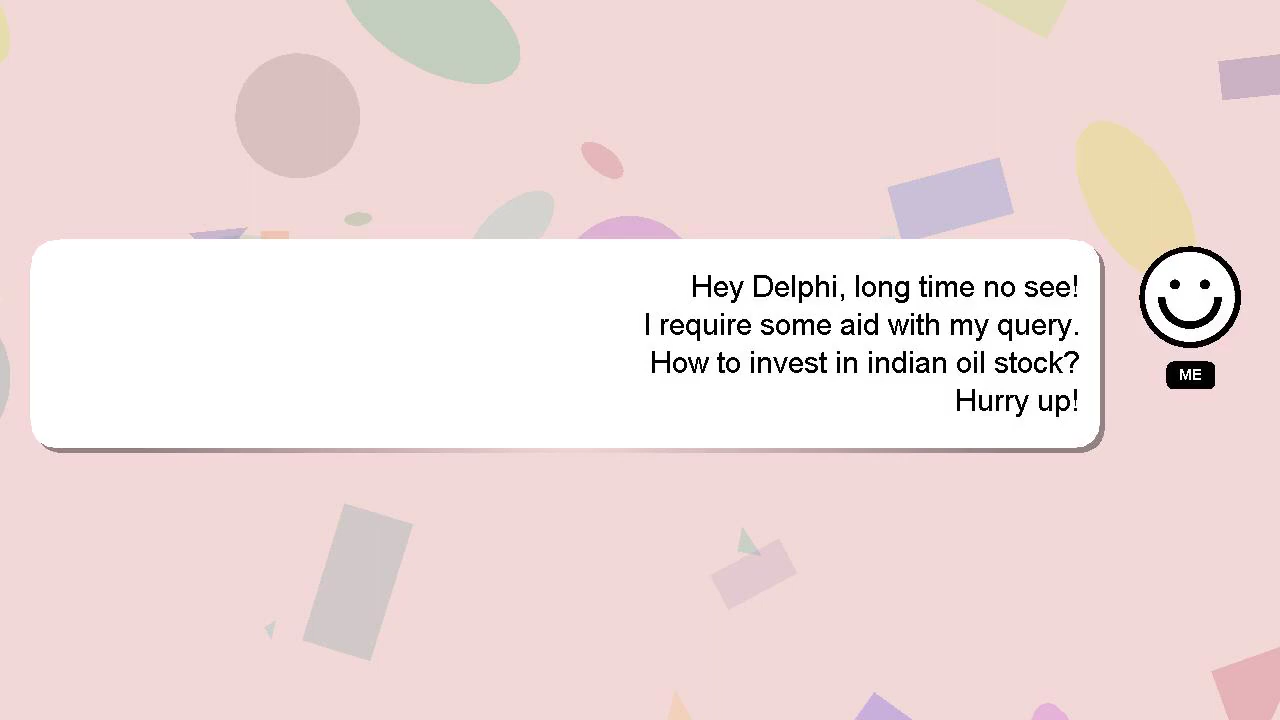 Hey Delphi, long time no see!
I require some aid with my query.
How to invest in indian oil stock?
Hurry up!
ME